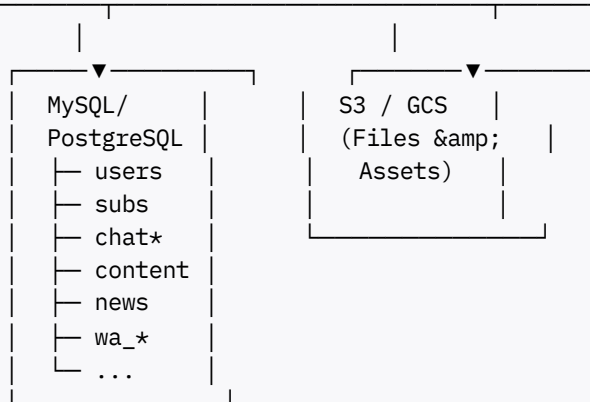 MySQL/ S3 / GCS
PostgreSQL (Files &amp;
├─ users Assets)
├─ subs
├─ chat*
├─ content
├─ news
├─ wa_*
└─ ...